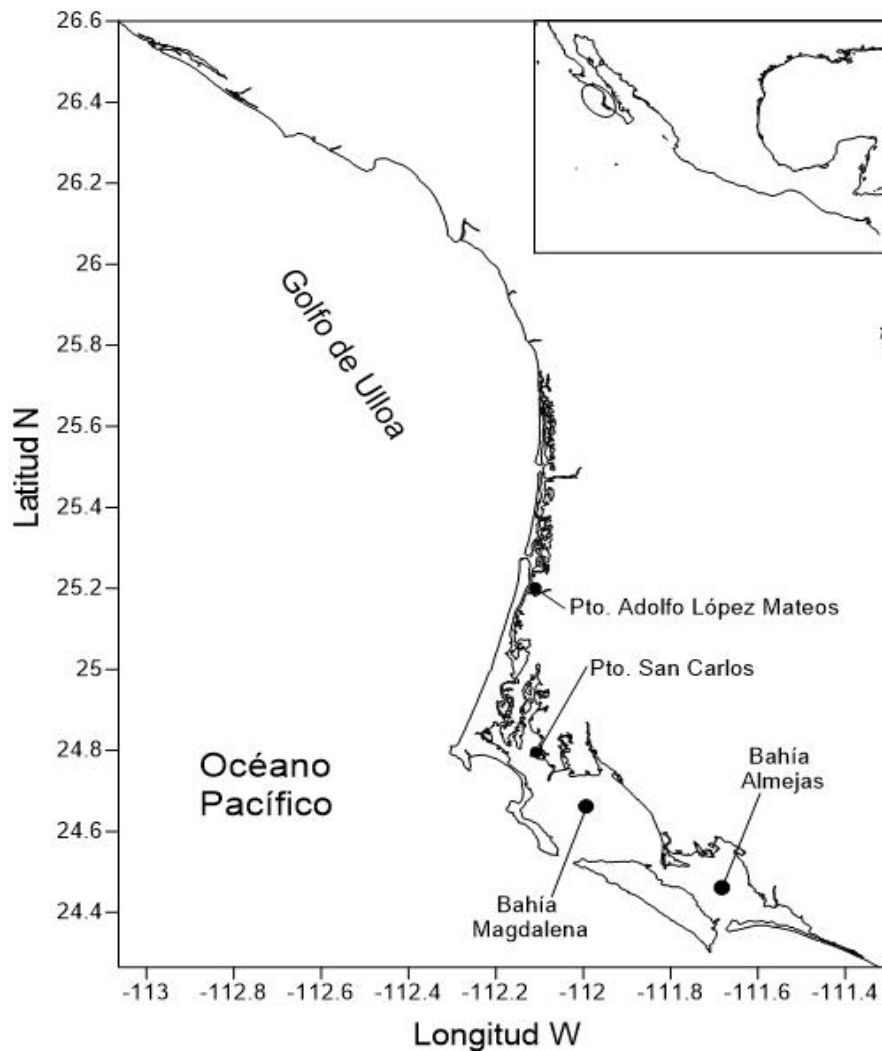 26.6
26.4
26.2
26
25.8
25.6
25.4
25.2
25
24.8
24.6
24.4
Latitud N
Golfo de Ulloa
Pto. Adolfo López Mateos
Pto. San Carlos
Océano
Pacífico
Bahía
Almejas
Bahía
Magdalena
-113
-112.8
-112.6
-112.4
-112.2
-112
-111.8
-111.6
-111.4
Longitud W